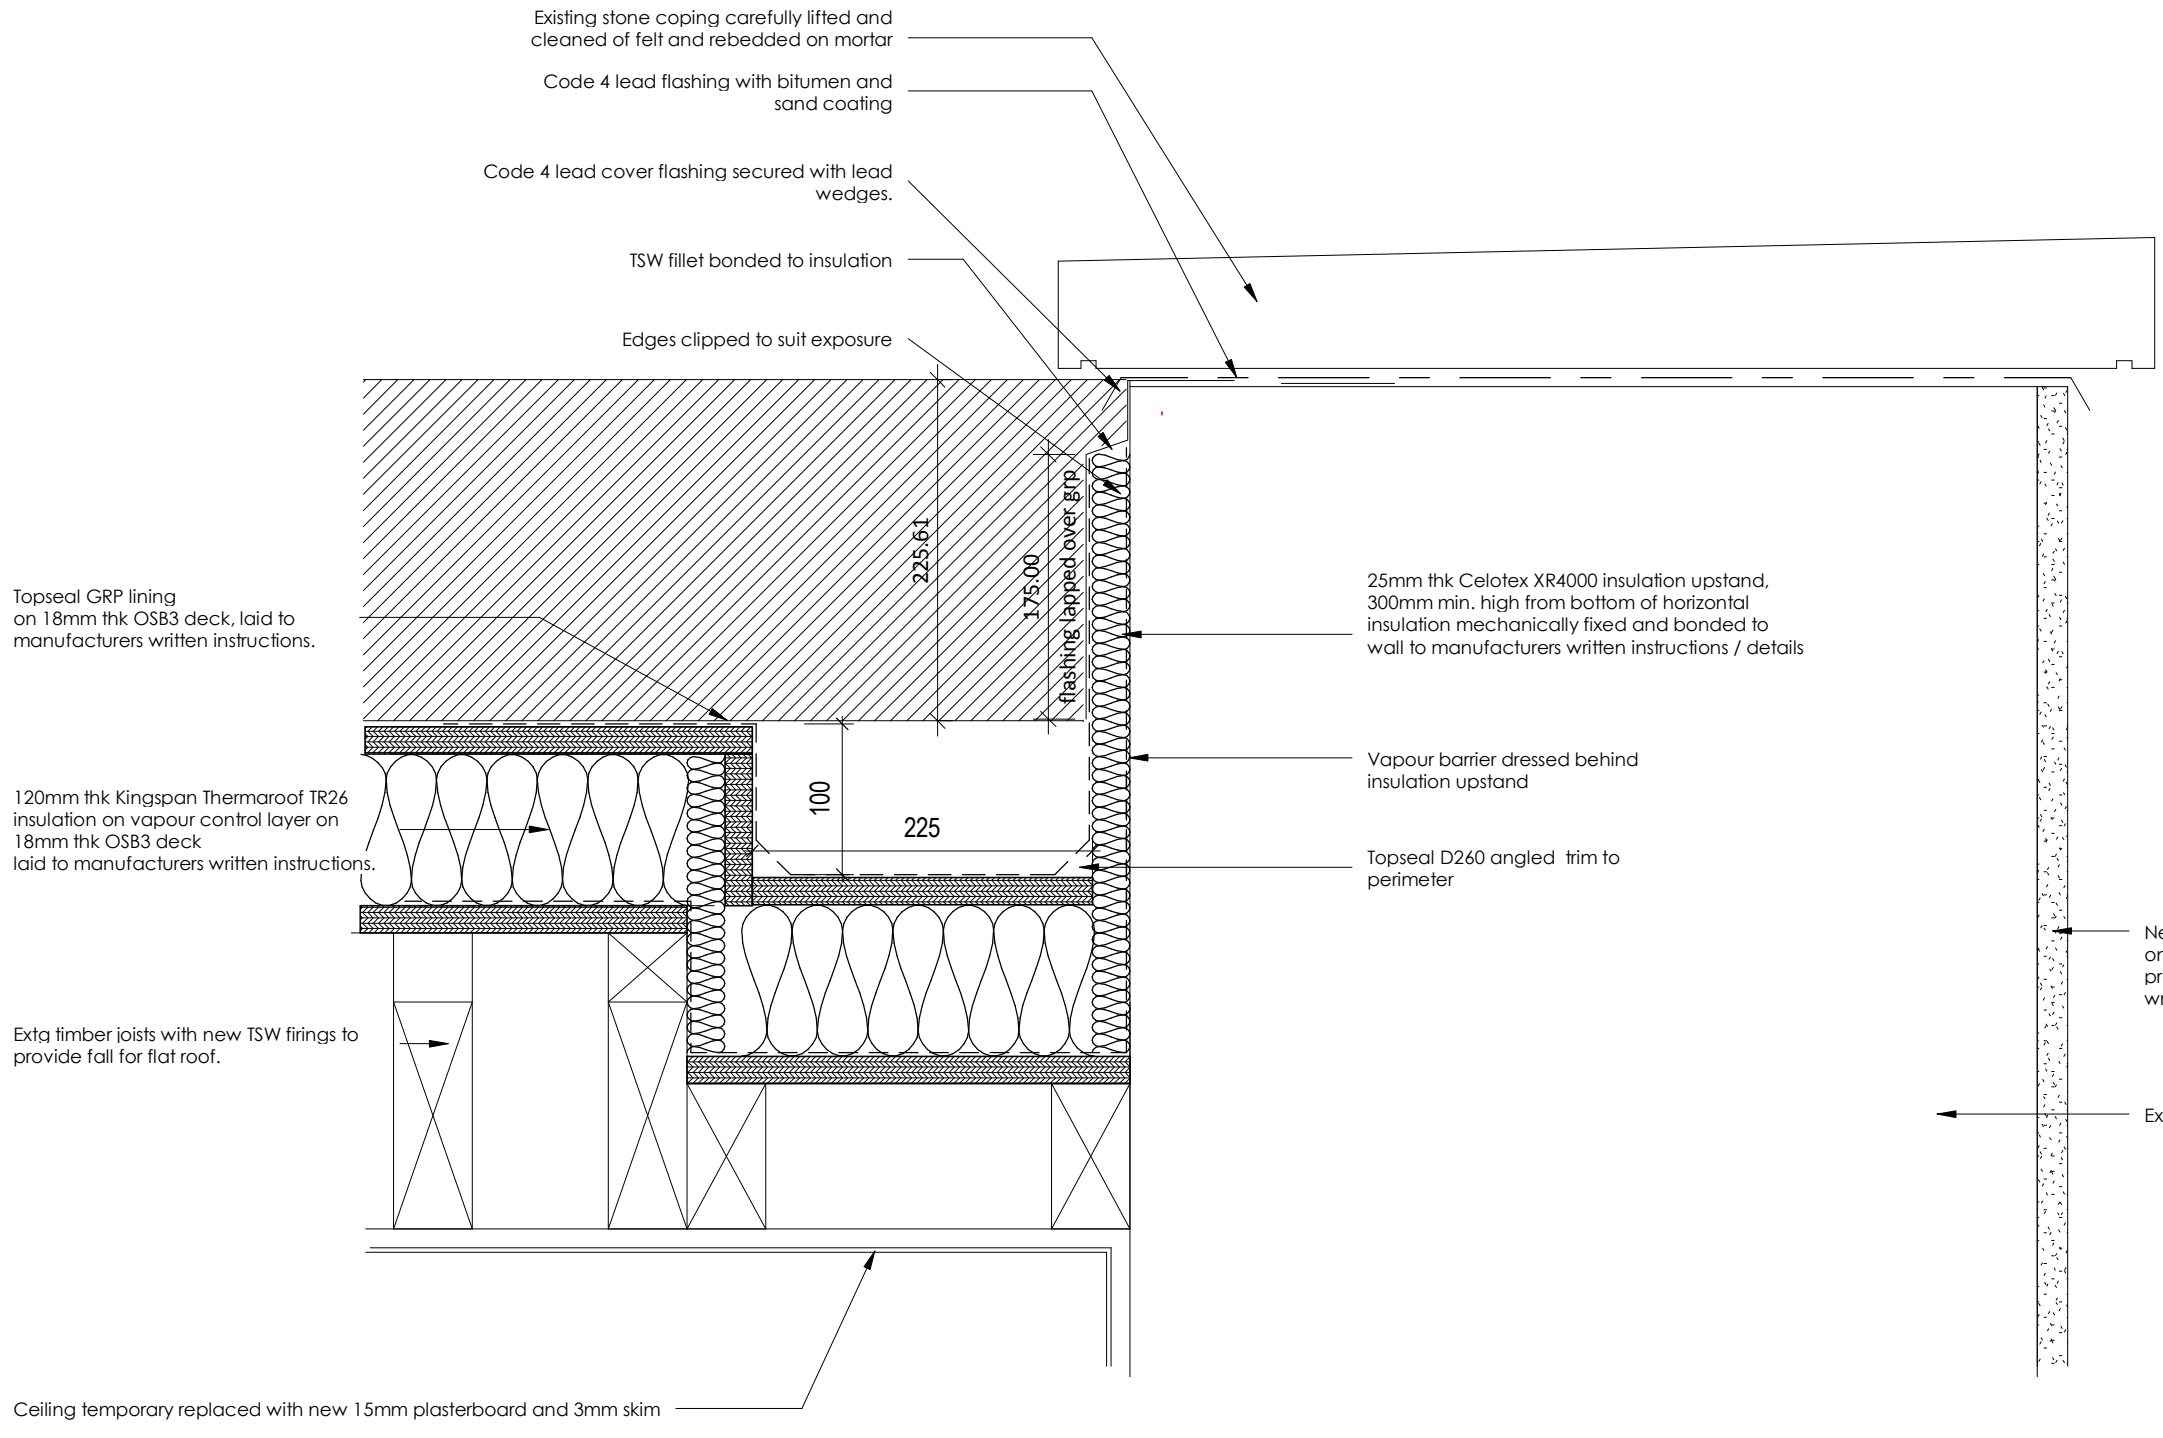 Existing stone coping carefully lifted and
cleaned of felt and rebedded on mortar
Code 4 lead flashing with bitumen and
sand coating
Code 4 lead cover flashing secured with lead
wedges.
TSW fillet bonded to insulation
Edges clipped to suit exposure
225.61
175.00
flashing lapped over grp
Topseal GRP lining
on 18mm thk OSB3 deck, laid to
manufacturers written instructions.
25mm thk Celotex XR4000 insulation upstand,
300mm min. high from bottom of horizontal
insulation mechanically fixed and bonded to
wall to manufacturers written instructions / details
Vapour barrier dressed behind
insulation upstand
120mm thk Kingspan Thermaroof TR26
insulation on vapour control layer on
18mm thk OSB3 deck
laid to manufacturers written instructions.
100
225
Topseal D260 angled trim to
perimeter
Extg timber joists with new TSW firings to
provide fall for flat roof.
Ceiling temporary replaced with new 15mm plasterboard and 3mm skim